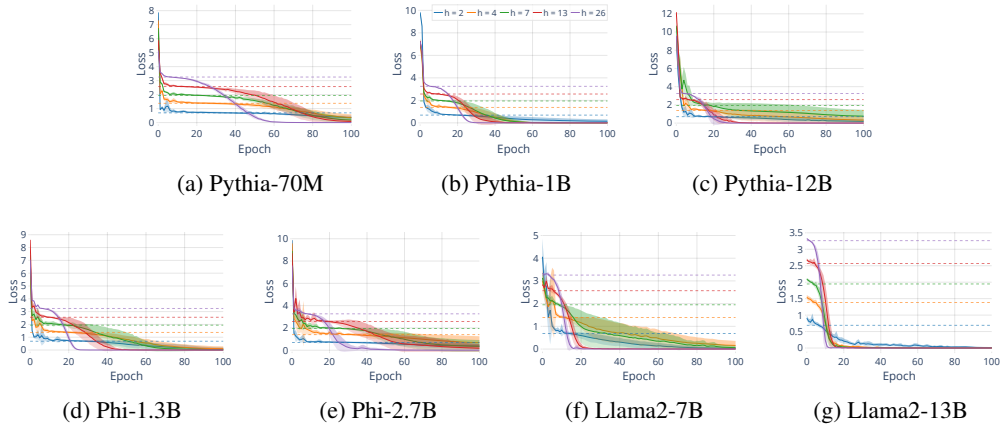 8
7
6
5
4
3
2
1
0
Loss
0 20 40 60 80 100
Epoch
(a) Pythia-70M
h = 2 h = 4 h = 7 h = 13 h = 26
10
8
6
4
2
0
Loss
0 20 40 60 80 100
Epoch
(b) Pythia-1B
12
10
8
6
4
2
0
Loss
0 20 40 60 80 100
Epoch
(c) Pythia-12B
9
8
7
6
5
4
3
2
1
0
Loss
0 20 40 60 80 100
Epoch
(d) Phi-1.3B
10
8
6
4
2
0
Loss
0 20 40 60 80 100
Epoch
(e) Phi-2.7B
5
4
3
2
1
0
Loss
0 20 40 60 80 100
Epoch
(f) Llama2-7B
3.5
3
2.5
2
1.5
1
0.5
0
Loss
0 20 40 60 80 100
Epoch
(g) Llama2-13B